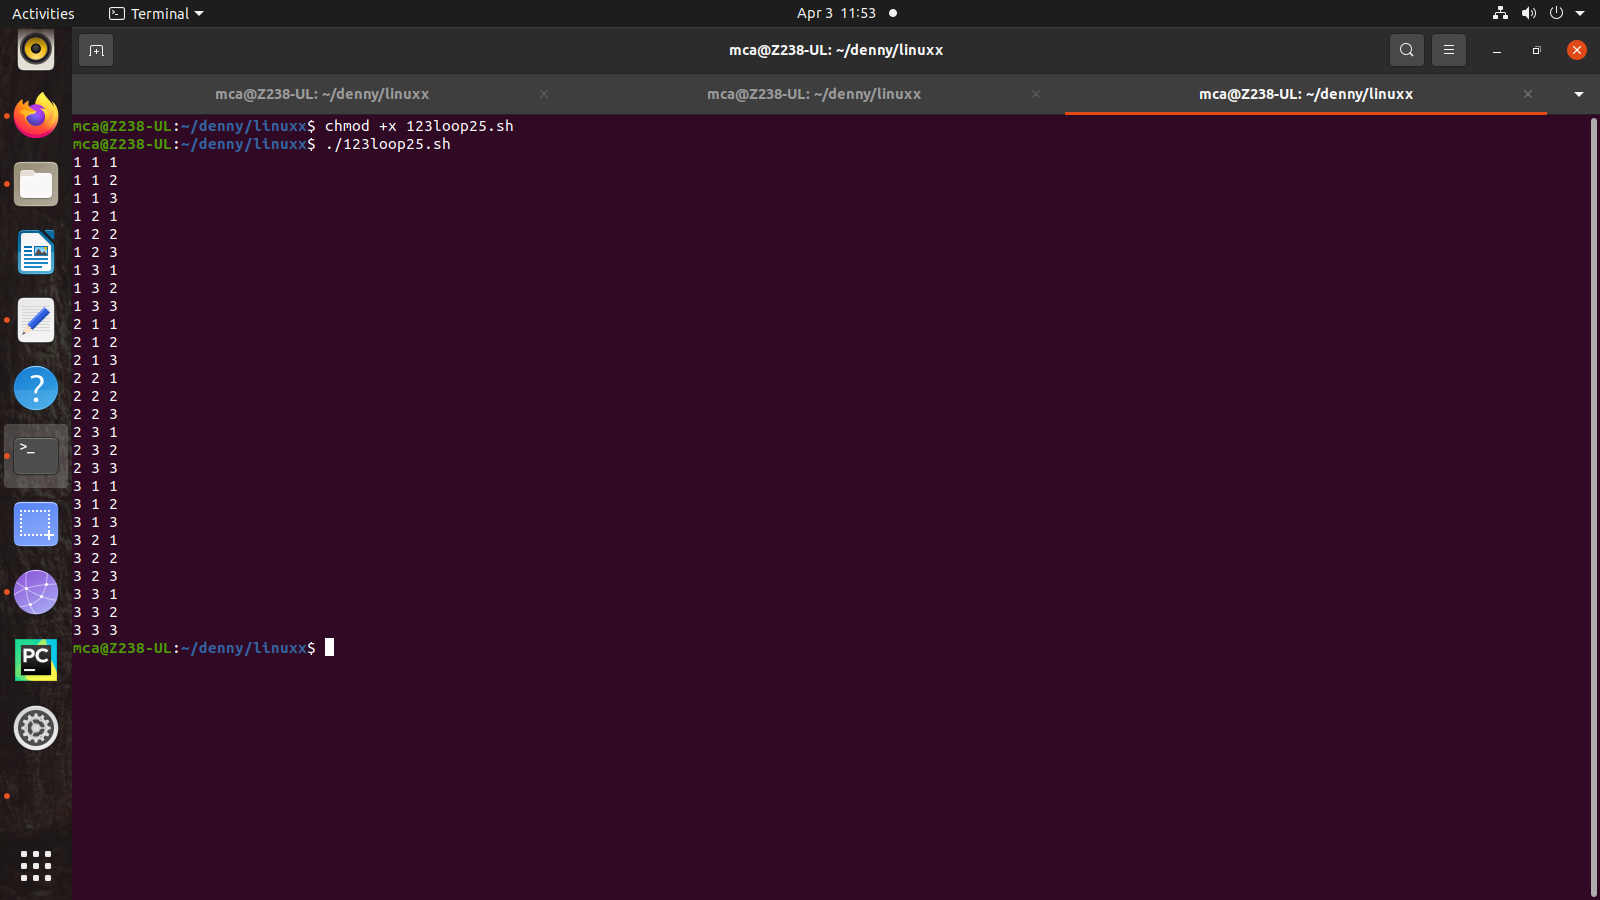 Activities
Terminal
Apr 3 11:53
mca@Z238-UL: ~/denny/linuxx
mca@Z238-UL: ~/denny/linuxx
mca@Z238-UL: ~/denny/linuxx
mca@Z238-UL: ~/denny/linuxx
mca@Z238-UL:~/denny/linuxx$ chmod +x 123loop25.sh
mca@Z238-UL:~/denny/linuxx$ ./123loop25.sh
1 1 1
1 1 2
1 1 3
1 2 1
1 2 2
1 2 3
1 3 1
1 3 2
1 3 3
2 1 1
2 1 2
2 1 3
2 2 1
2 2 2
2 2 3
2 3 1
2 3 2
2 3 3
3 1 1
3 1 2
3 1 3
3 2 1
3 2 2
3 2 3
3 3 1
3 3 2
3 3 3
mca@Z238-UL:~/denny/linuxx$
?
>_
PC